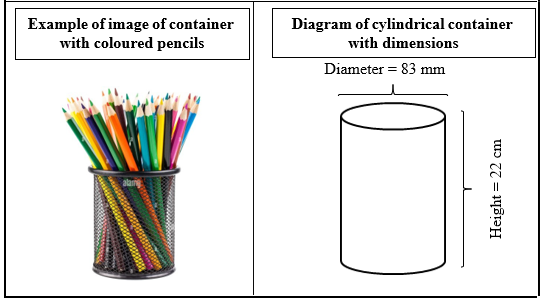 Example of image of container
with coloured pencils
Diagram of cylindrical container
with dimensions
Diameter = 83 mm
Height = 22 cm
alamy